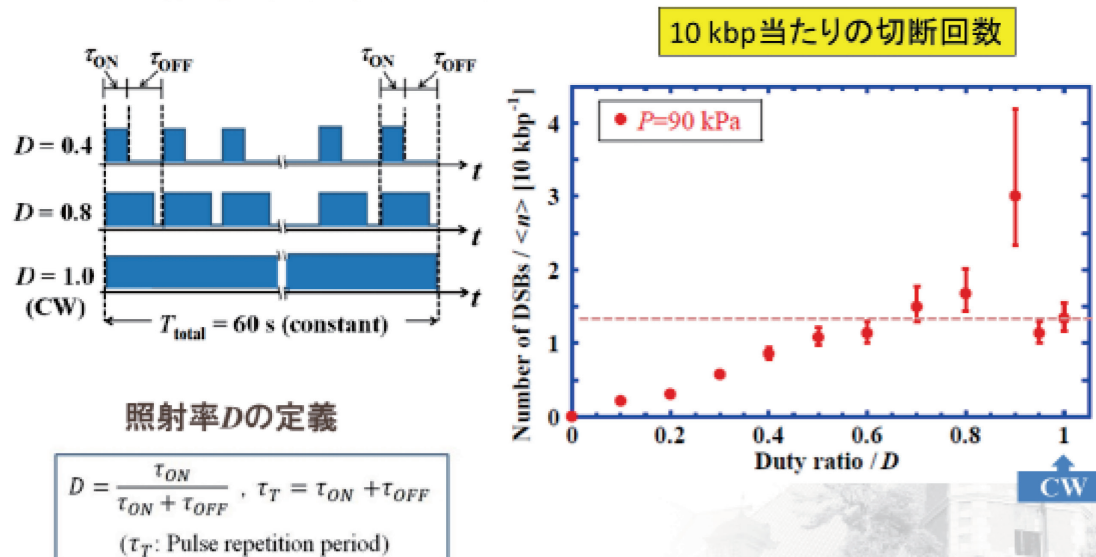 τON τOFF τON τOFF
D = 0.4 t
D = 0.8 t
D = 1.0
(CW) t
Ttotal = 60 s (constant)
照射率Dの定義
D = τON / (τON + τOFF) , τT = τON + τOFF
(τT: Pulse repetition period)
10 kbp当たりの切断回数
Number of DSBs / <n> [10 kbp⁻¹]
P=90 kPa
4
3
2
1
0
0 0.2 0.4 0.6 0.8 1
Duty ratio / D
CW